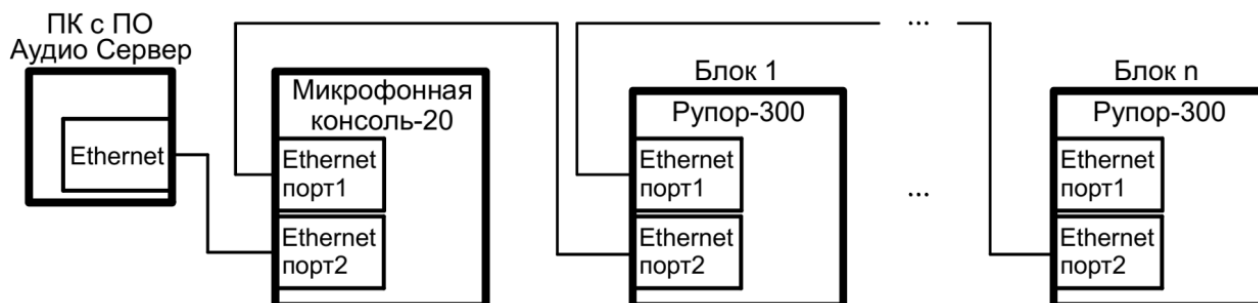 ПК с ПО
Аудио Сервер
Ethernet
Микрофонная
консоль-20
Ethernet
порт1
Ethernet
порт2
Блок 1
Рупор-300
Ethernet
порт1
Ethernet
порт2
...
...
Блок n
Рупор-300
Ethernet
порт1
Ethernet
порт2